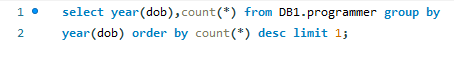 1 select year(dob),count(*) from DB1.programmer group by
2 year(dob) order by count(*) desc limit 1;